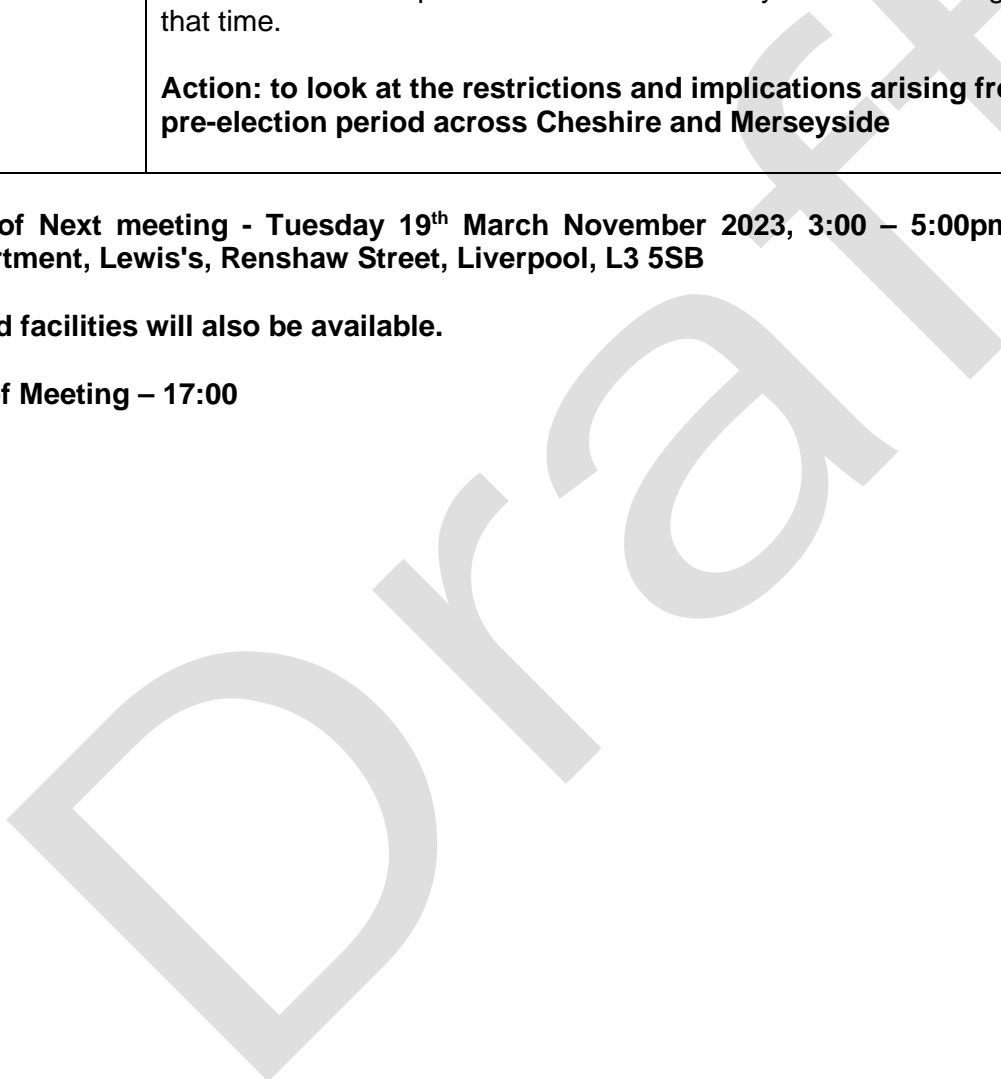 that time.
Action: to look at the restrictions and implications arising
pre-election period across Cheshire and Merseyside
of Next meeting - Tuesday 19th March November 2023, 3:00 – 5:00pm
Lewis's, Renshaw Street, Liverpool, L3 5SB
facilities will also be available.
Meeting – 17:00
Draft